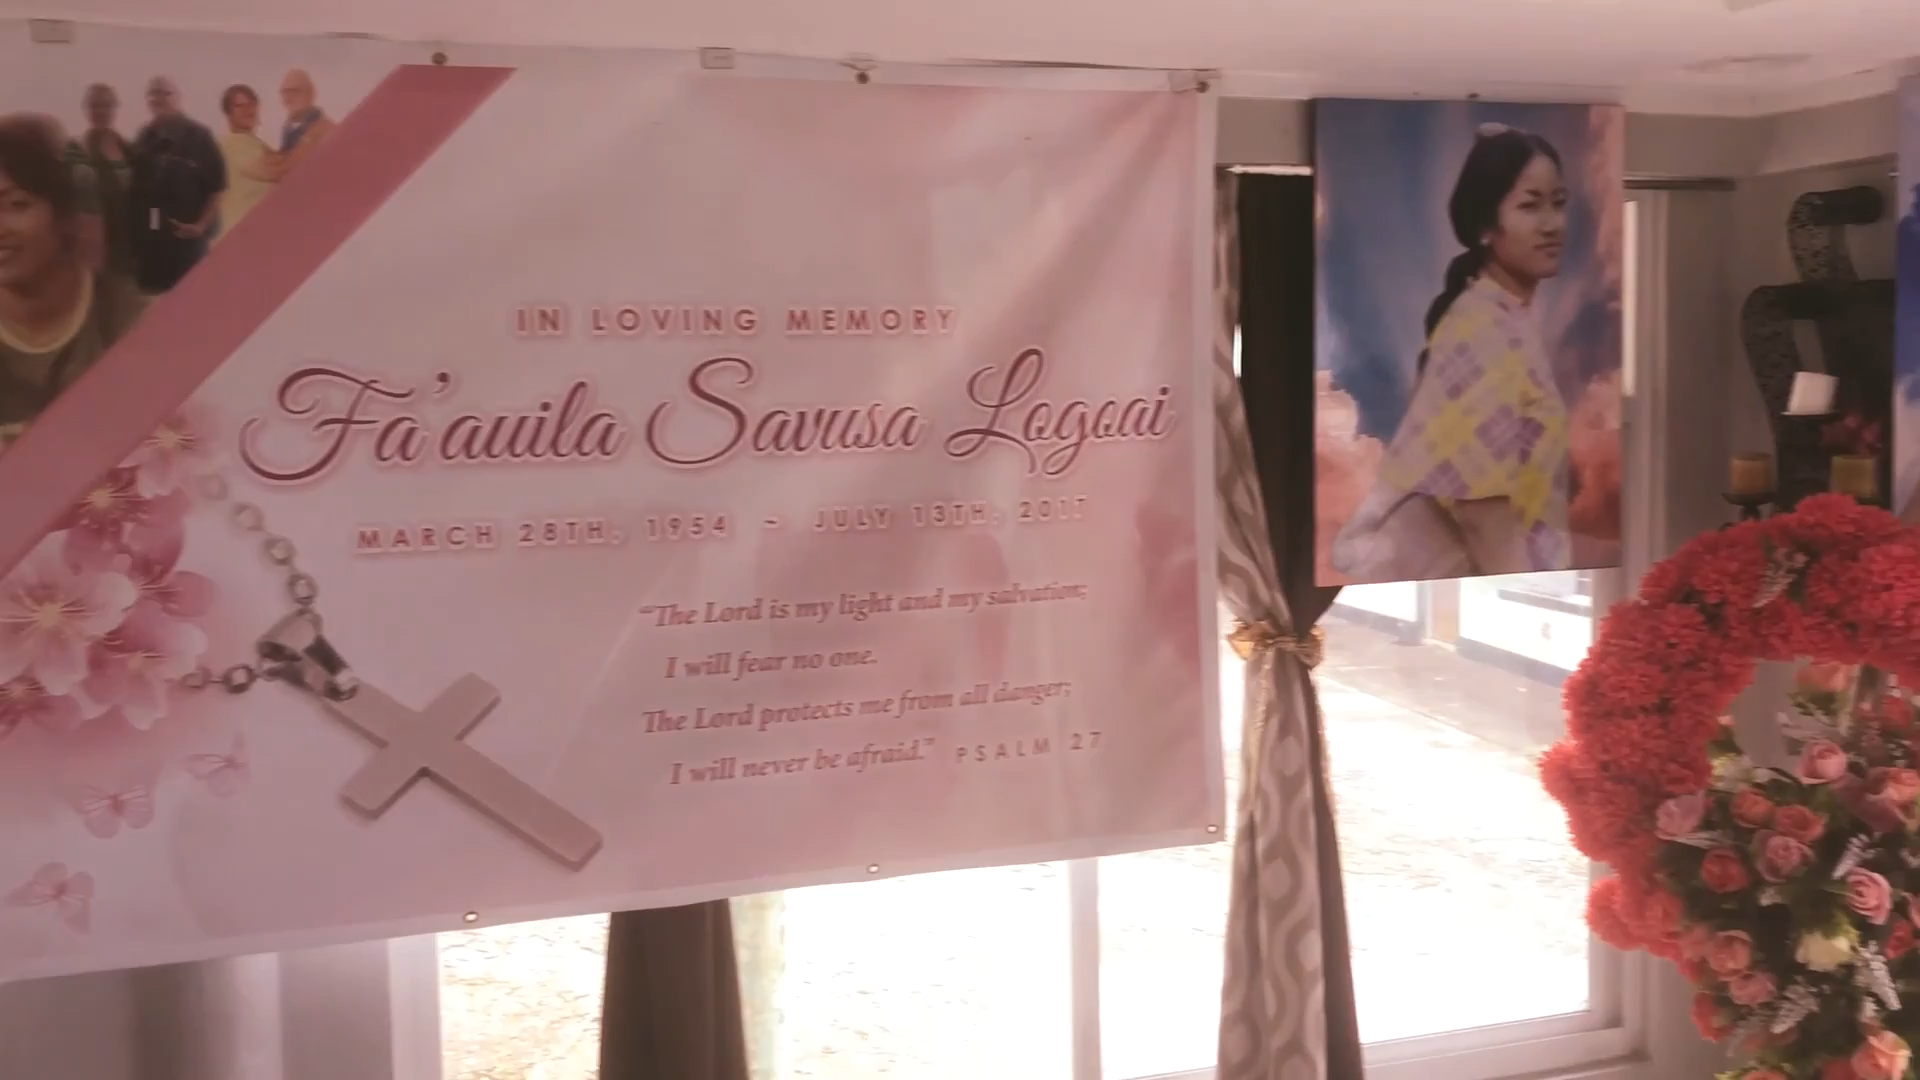 IN LOVING MEMORY
Fa'auila Savusa Logoai
MARCH 28TH, 1954 ~ JULY 13TH, 2017
"The Lord is my light and my salvation;
I will fear no one.
The Lord protects me from all danger;
I will never be afraid." PSALM 27